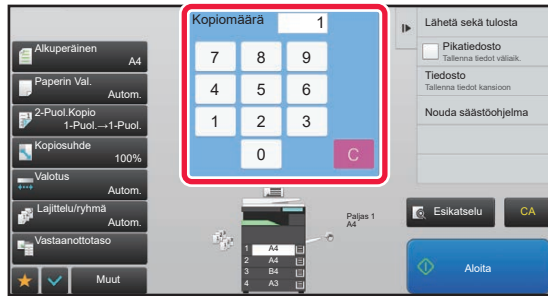 Kopiomäärä 1
7 8 9
4 5 6
1 2 3
0 C
Alkuperäinen
A4
Paperin Val.
Autom.
2-Puol.Kopio
1-Puol.→1-Puol.
Kopiosuhde
100%
Valotus
Autom.
Lajittelu/ryhmä
Autom.
Vastaanottotaso
Muut
Paljas 1
A4
1 A4
2 A4
3 B4
4 A3
Lähetä sekä tulosta
Pikatiedosto
Tallenna tiedot väliaik.
Tiedosto
Tallenna tiedot kansioon
Nouda säästöohjelma
Esikatselu
CA
Aloita